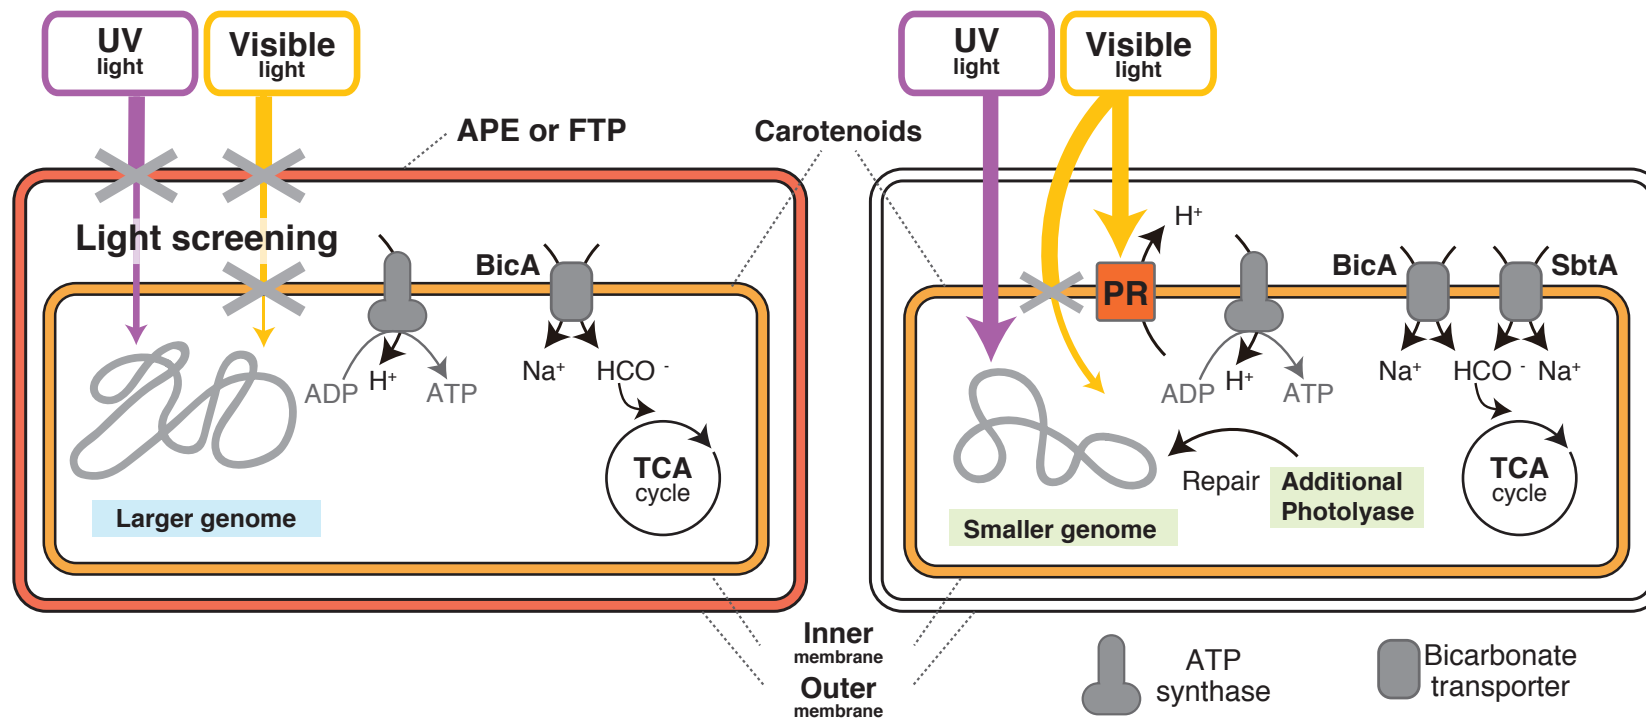 UV
light
Visible
light
UV
light
Visible
light
APE or FTP
Carotenoids
Light screening
BicA
H+
PR
BicA
SbtA
ADP
H+
ATP
Na+
HCO -
TCA
cycle
Larger genome
ADP
H+
ATP
Na+
HCO -
Na+
TCA
cycle
Repair
Additional
Photolyase
Smaller genome
Inner
membrane
Outer
membrane
ATP
synthase
Bicarbonate
transporter